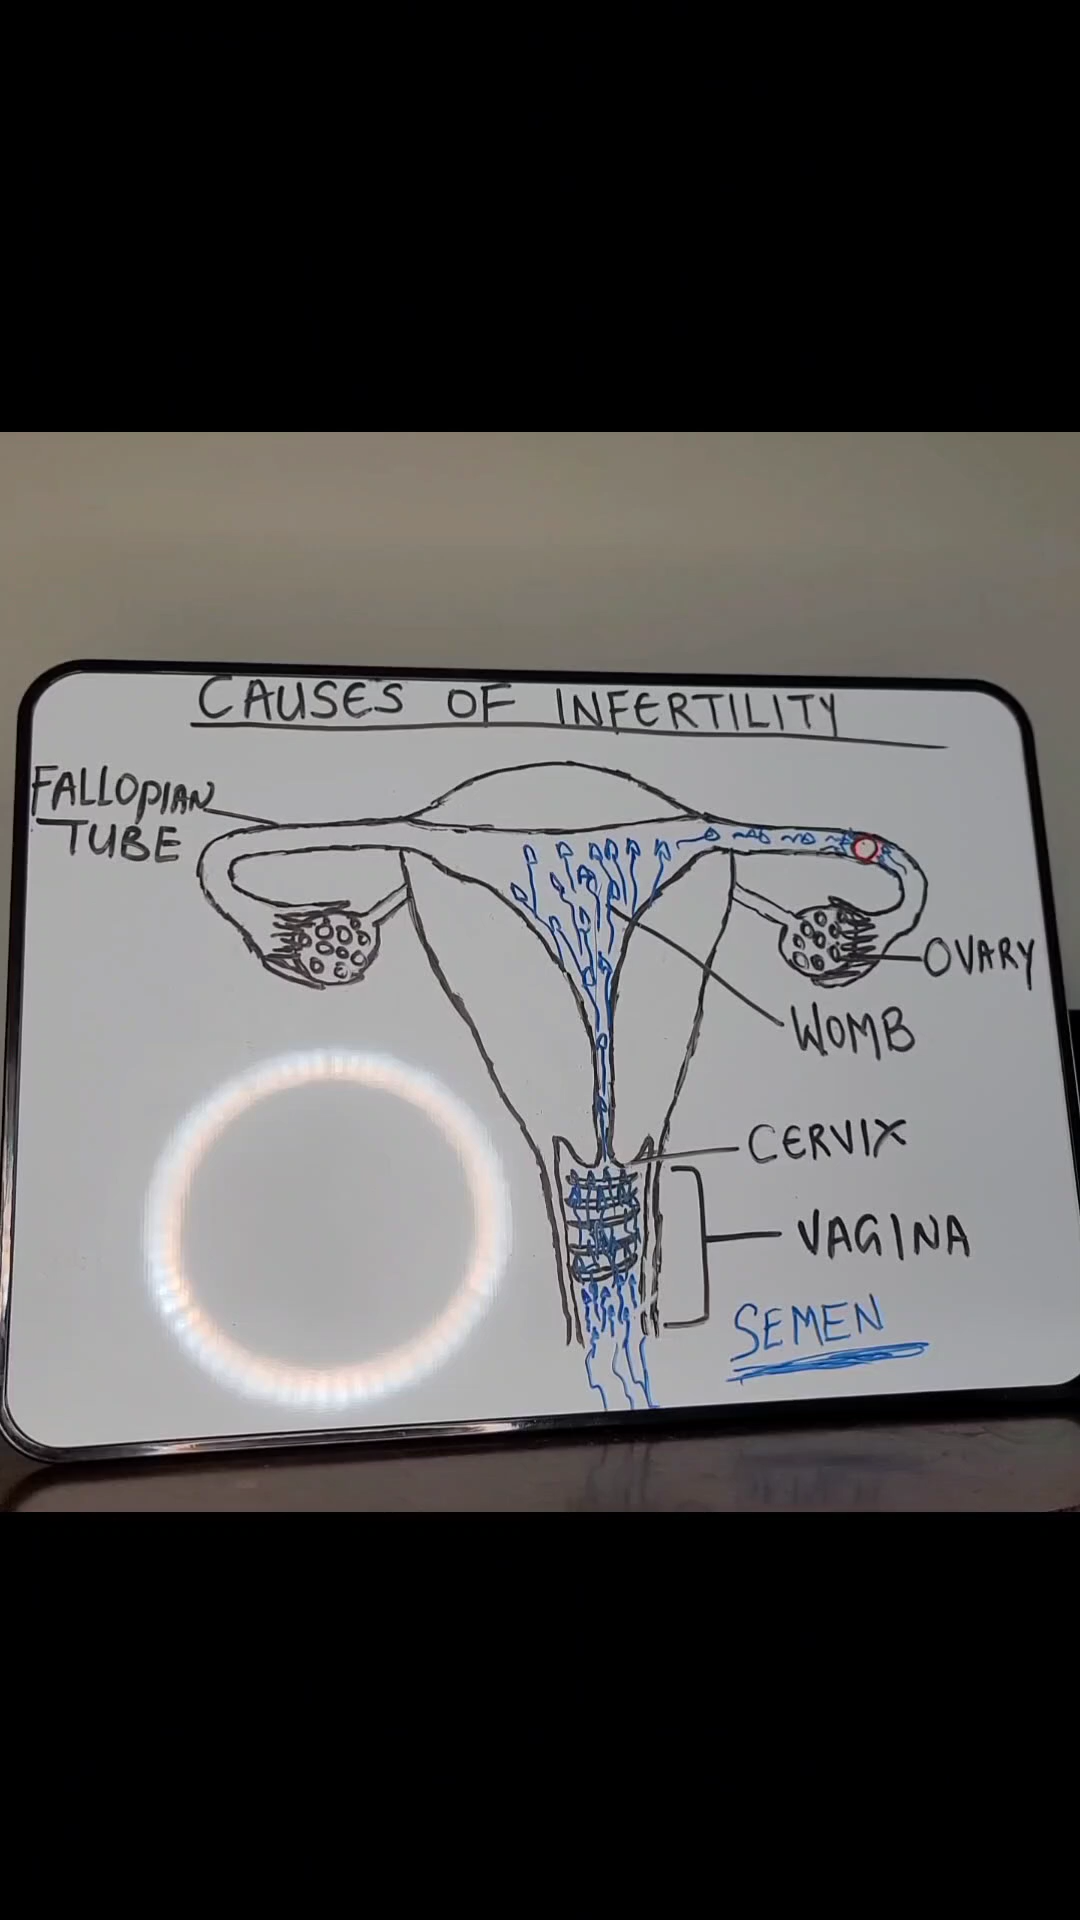 CAUSES OF INFERTILITY
FALLOPIAN
TUBE
OVARY
WOMB
CERVIX
VAGINA
SEMEN